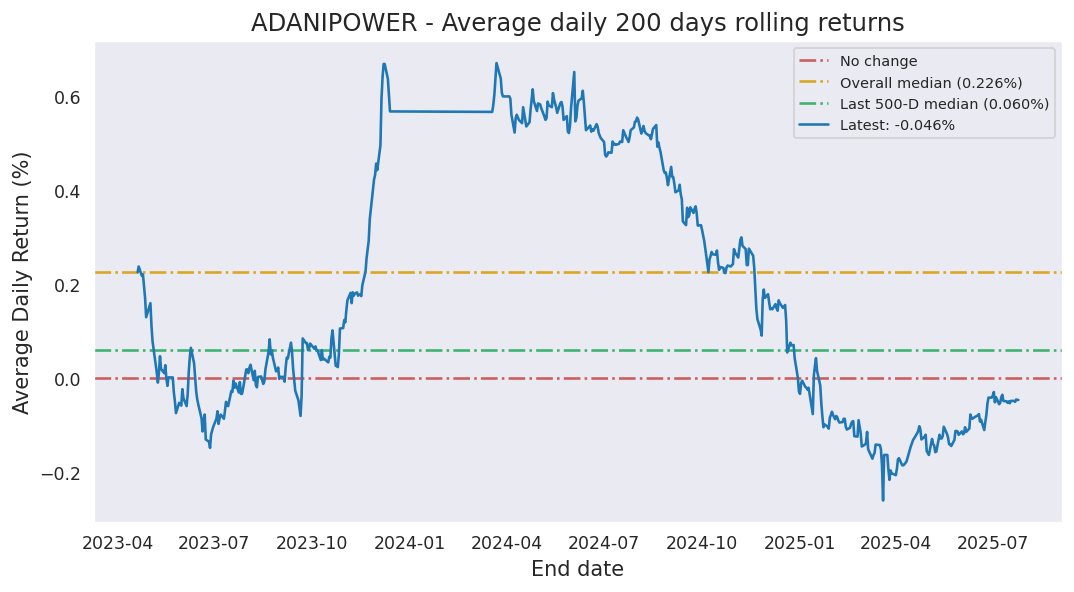 ADANIPOWER - Average daily 200 days rolling returns
No change
Overall median (0.226%)
Last 500-D median (0.060%)
Latest: -0.046%
Average Daily Return (%)
0.6
0.4
0.2
0.0
−0.2
2023-04 2023-07 2023-10 2024-01 2024-04 2024-07 2024-10 2025-01 2025-04 2025-07
End date